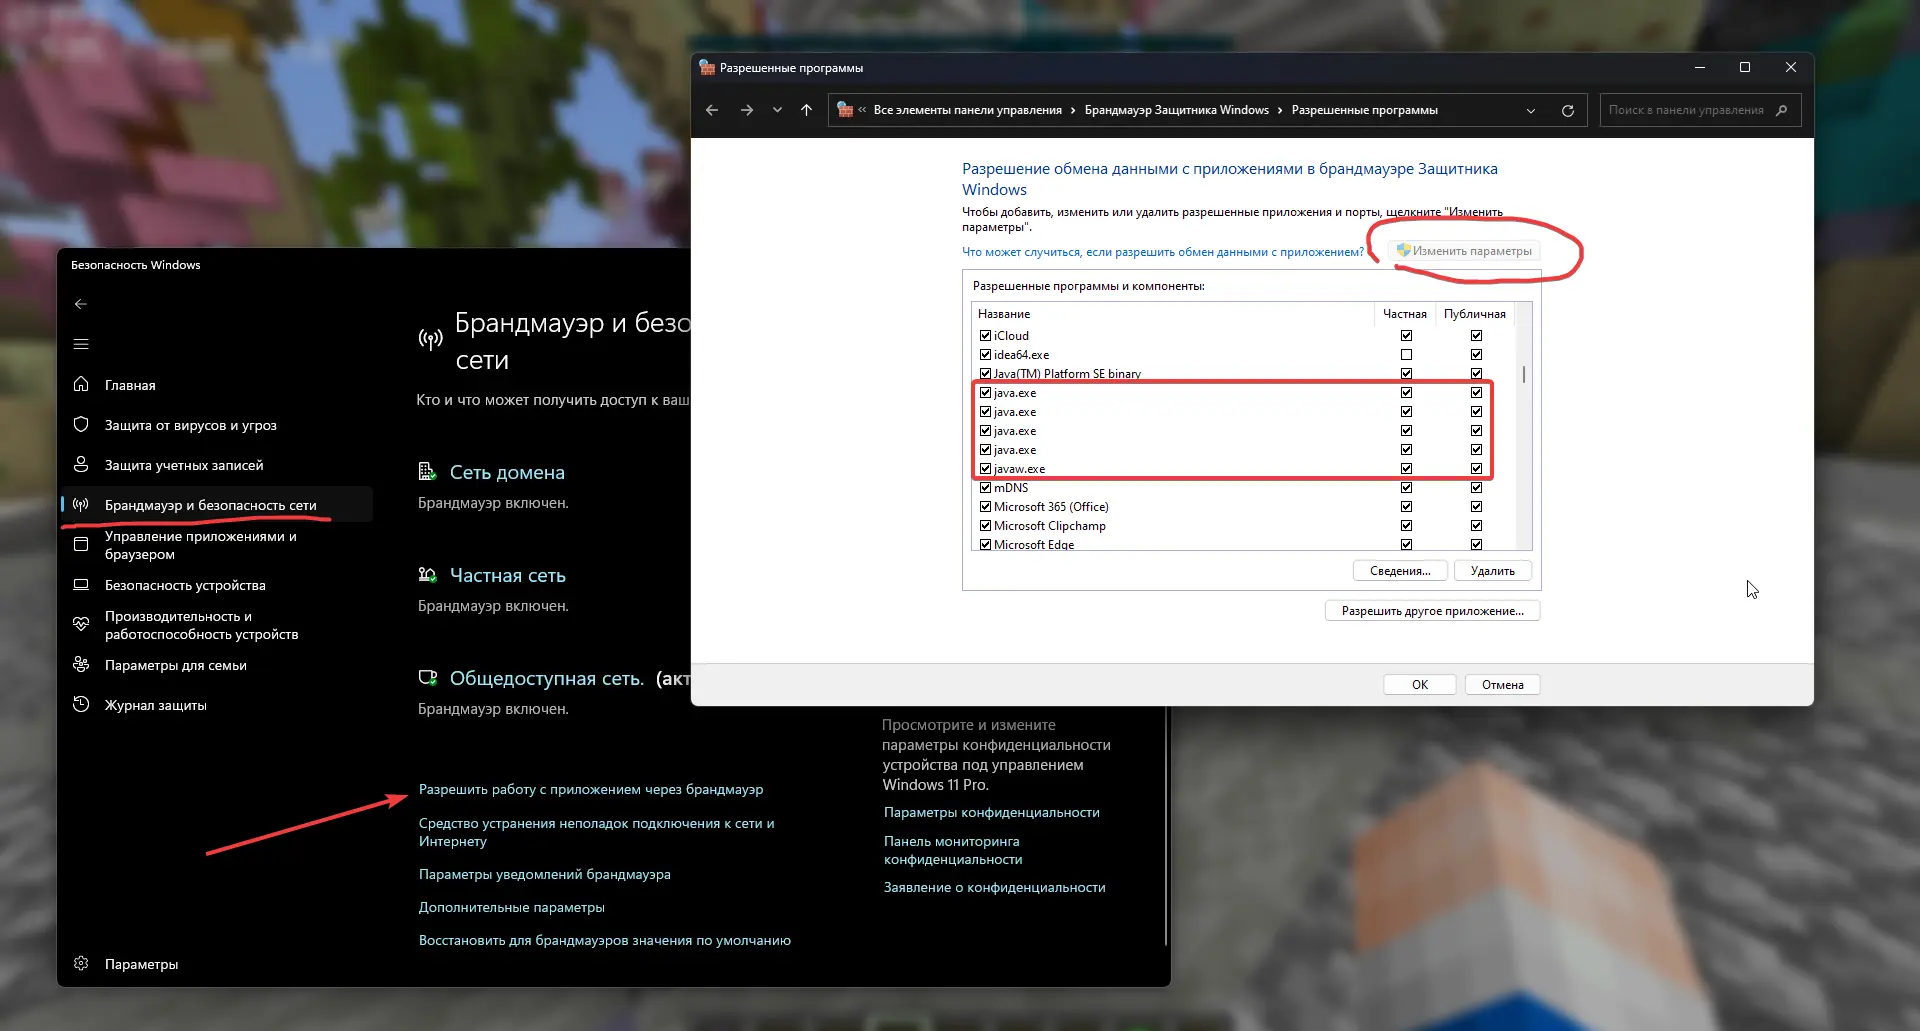 Разрешенные программы
« Все элементы панели управления › Брандмауэр Защитника Windows › Разрешенные программы
Поиск в панели управления
Разрешение обмена данными с приложениями в брандмауэре Защитника
Windows
Чтобы добавить, изменить или удалить разрешенные приложения и порты, щелкните "Изменить
параметры".
Что может случиться, если разрешить обмен данными с приложением?
Изменить параметры
Разрешенные программы и компоненты:
Название Частная Публичная
iCloud
idea64.exe
Java(TM) Platform SE binary
java.exe
java.exe
java.exe
java.exe
javaw.exe
mDNS
Microsoft 365 (Office)
Microsoft Clipchamp
Microsoft Edge
Сведения... Удалить
Разрешить другое приложение...
ОК Отмена
Безопасность Windows
Главная
Защита от вирусов и угроз
Защита учетных записей
Брандмауэр и безопасность сети
Управление приложениями и
браузером
Безопасность устройства
Производительность и
работоспособность устройств
Параметры для семьи
Журнал защиты
Параметры
Брандмауэр и безо
сети
Кто и что может получить доступ к ваш
Сеть домена
Брандмауэр включен.
Частная сеть
Брандмауэр включен.
Общедоступная сеть. (акт
Брандмауэр включен.
Разрешить работу с приложением через брандмауэр
Средство устранения неполадок подключения к сети и
Интернету
Параметры уведомлений брандмауэра
Дополнительные параметры
Восстановить для брандмауэров значения по умолчанию
Просмотрите и измените
параметры конфиденциальности
устройства под управлением
Windows 11 Pro.
Параметры конфиденциальности
Панель мониторинга
конфиденциальности
Заявление о конфиденциальности